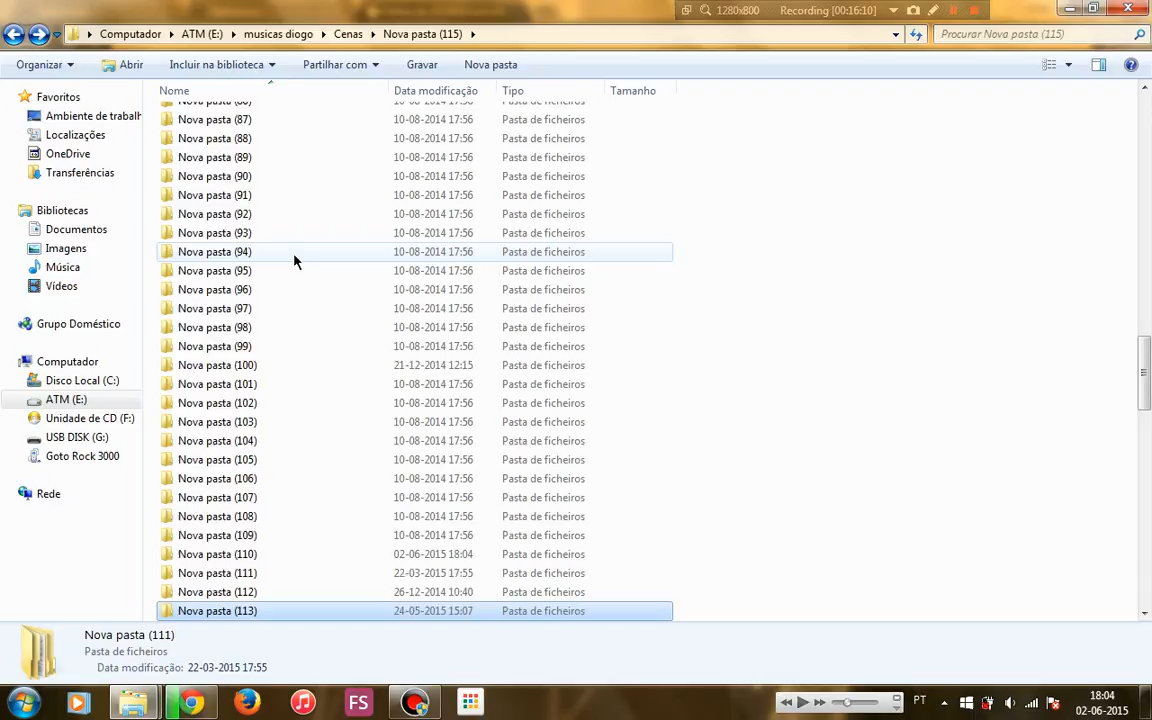 1280x800 Recording [00:16:10]
Computador ATM (E:) musicas diogo Cenas Nova pasta (115) Procurar Nova pasta (115)
Organizar Abrir Incluir na biblioteca Partilhar com Gravar Nova pasta
Nome Data modificação Tipo Tamanho
Favoritos
Ambiente de trabalh
Localizações
OneDrive
Transferências
Bibliotecas
Documentos
Imagens
Música
Vídeos
Grupo Doméstico
Computador
Disco Local (C:)
ATM (E:)
Unidade de CD (F:)
USB DISK (G:)
Goto Rock 3000
Rede
Nova pasta (86) 10-08-2014 17:56 Pasta de ficheiros
Nova pasta (87) 10-08-2014 17:56 Pasta de ficheiros
Nova pasta (88) 10-08-2014 17:56 Pasta de ficheiros
Nova pasta (89) 10-08-2014 17:56 Pasta de ficheiros
Nova pasta (90) 10-08-2014 17:56 Pasta de ficheiros
Nova pasta (91) 10-08-2014 17:56 Pasta de ficheiros
Nova pasta (92) 10-08-2014 17:56 Pasta de ficheiros
Nova pasta (93) 10-08-2014 17:56 Pasta de ficheiros
Nova pasta (94) 10-08-2014 17:56 Pasta de ficheiros
Nova pasta (95) 10-08-2014 17:56 Pasta de ficheiros
Nova pasta (96) 10-08-2014 17:56 Pasta de ficheiros
Nova pasta (97) 10-08-2014 17:56 Pasta de ficheiros
Nova pasta (98) 10-08-2014 17:56 Pasta de ficheiros
Nova pasta (99) 10-08-2014 17:56 Pasta de ficheiros
Nova pasta (100) 21-12-2014 12:15 Pasta de ficheiros
Nova pasta (101) 10-08-2014 17:56 Pasta de ficheiros
Nova pasta (102) 10-08-2014 17:56 Pasta de ficheiros
Nova pasta (103) 10-08-2014 17:56 Pasta de ficheiros
Nova pasta (104) 10-08-2014 17:56 Pasta de ficheiros
Nova pasta (105) 10-08-2014 17:56 Pasta de ficheiros
Nova pasta (106) 10-08-2014 17:56 Pasta de ficheiros
Nova pasta (107) 10-08-2014 17:56 Pasta de ficheiros
Nova pasta (108) 10-08-2014 17:56 Pasta de ficheiros
Nova pasta (109) 10-08-2014 17:56 Pasta de ficheiros
Nova pasta (110) 02-06-2015 18:04 Pasta de ficheiros
Nova pasta (111) 22-03-2015 17:55 Pasta de ficheiros
Nova pasta (112) 26-12-2014 10:40 Pasta de ficheiros
Nova pasta (113) 24-05-2015 15:07 Pasta de ficheiros
Nova pasta (111)
Pasta de ficheiros
Data modificação: 22-03-2015 17:55
FS PT 18:04
02-06-2015